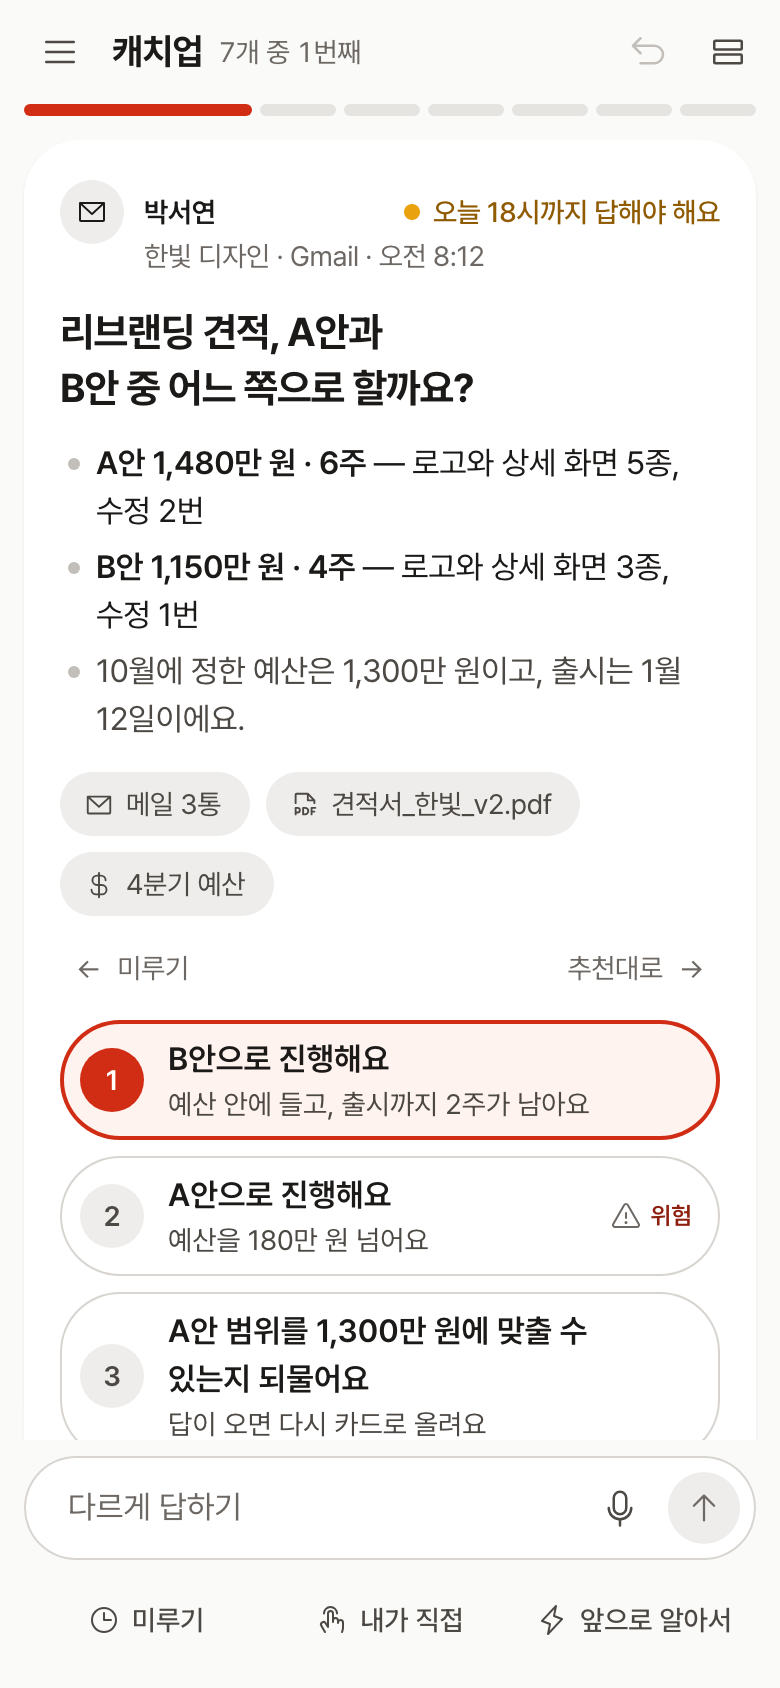 캐치업 7개 중 1번째
박서연
오늘 18시까지 답해야 해요
한빛 디자인 · Gmail · 오전 8:12
리브랜딩 견적, A안과
B안 중 어느 쪽으로 할까요?
A안 1,480만 원 · 6주 — 로고와 상세 화면 5종,
수정 2번
B안 1,150만 원 · 4주 — 로고와 상세 화면 3종,
수정 1번
10월에 정한 예산은 1,300만 원이고, 출시는 1월
12일이에요.
메일 3통
PDF 견적서_한빛_v2.pdf
$ 4분기 예산
← 미루기
추천대로 →
1
B안으로 진행해요
예산 안에 들고, 출시까지 2주가 남아요
2
A안으로 진행해요
예산을 180만 원 넘어요
위험
3
A안 범위를 1,300만 원에 맞출 수
있는지 되물어요
답이 오면 다시 카드로 올려요
다르게 답하기
미루기
내가 직접
앞으로 알아서